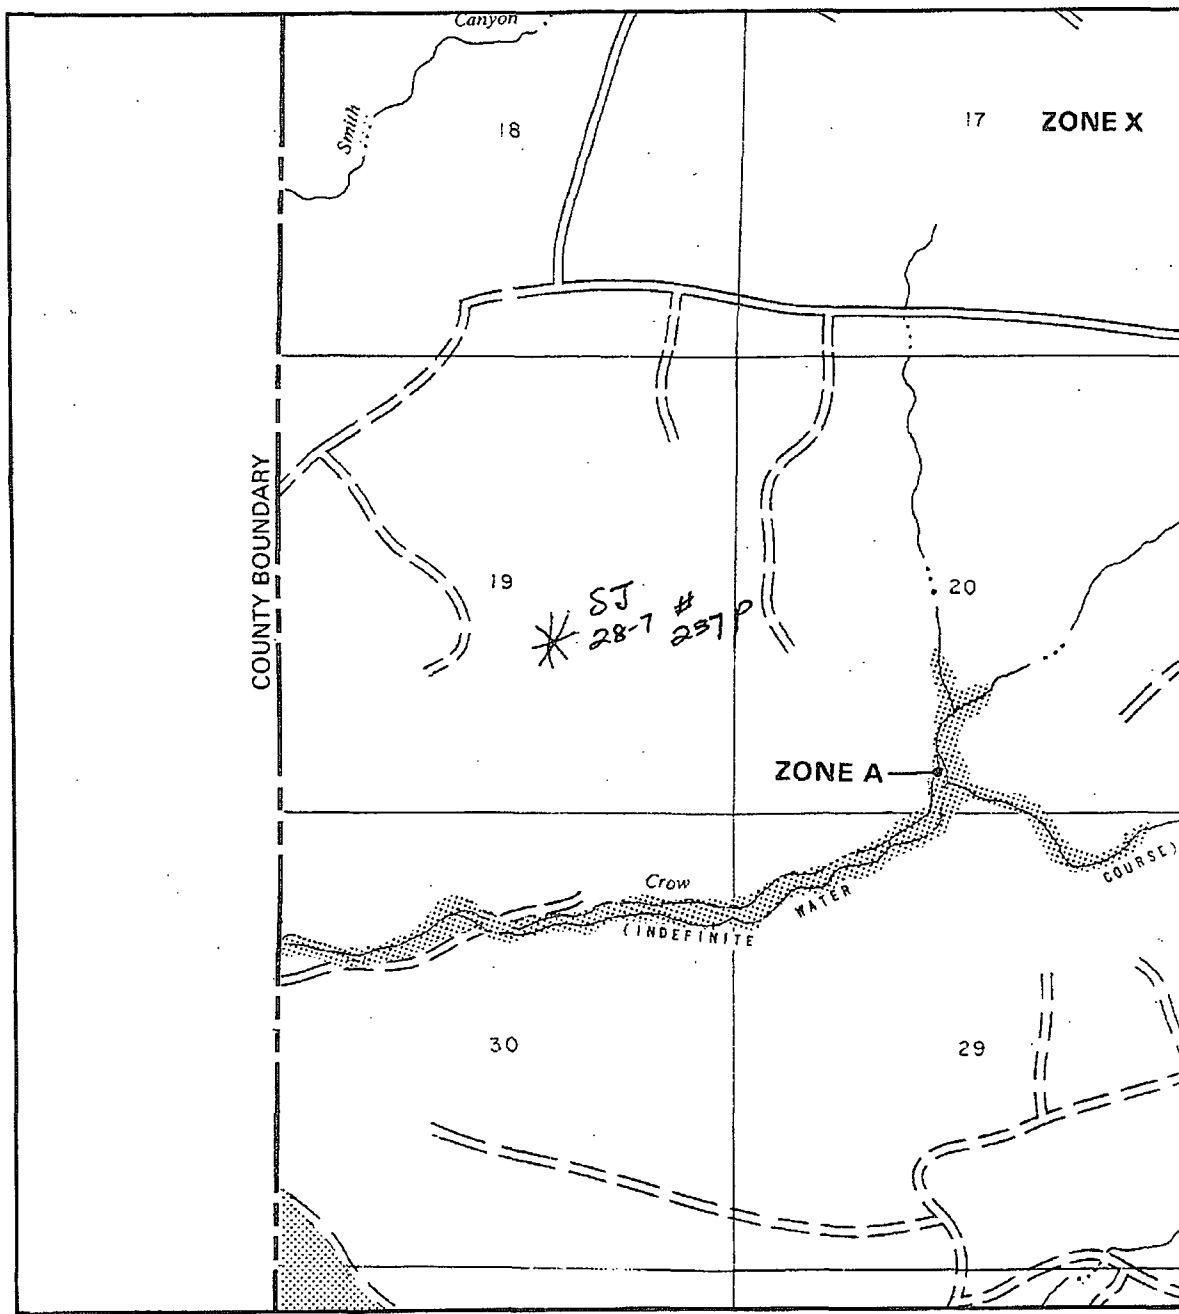 Canyon
Smith
18
17 ZONE X
COUNTY BOUNDARY
19
SJ
28-7 # 237 P
20
ZONE A
Crow
(INDEFINITE
WATER
COURSE)
30
29